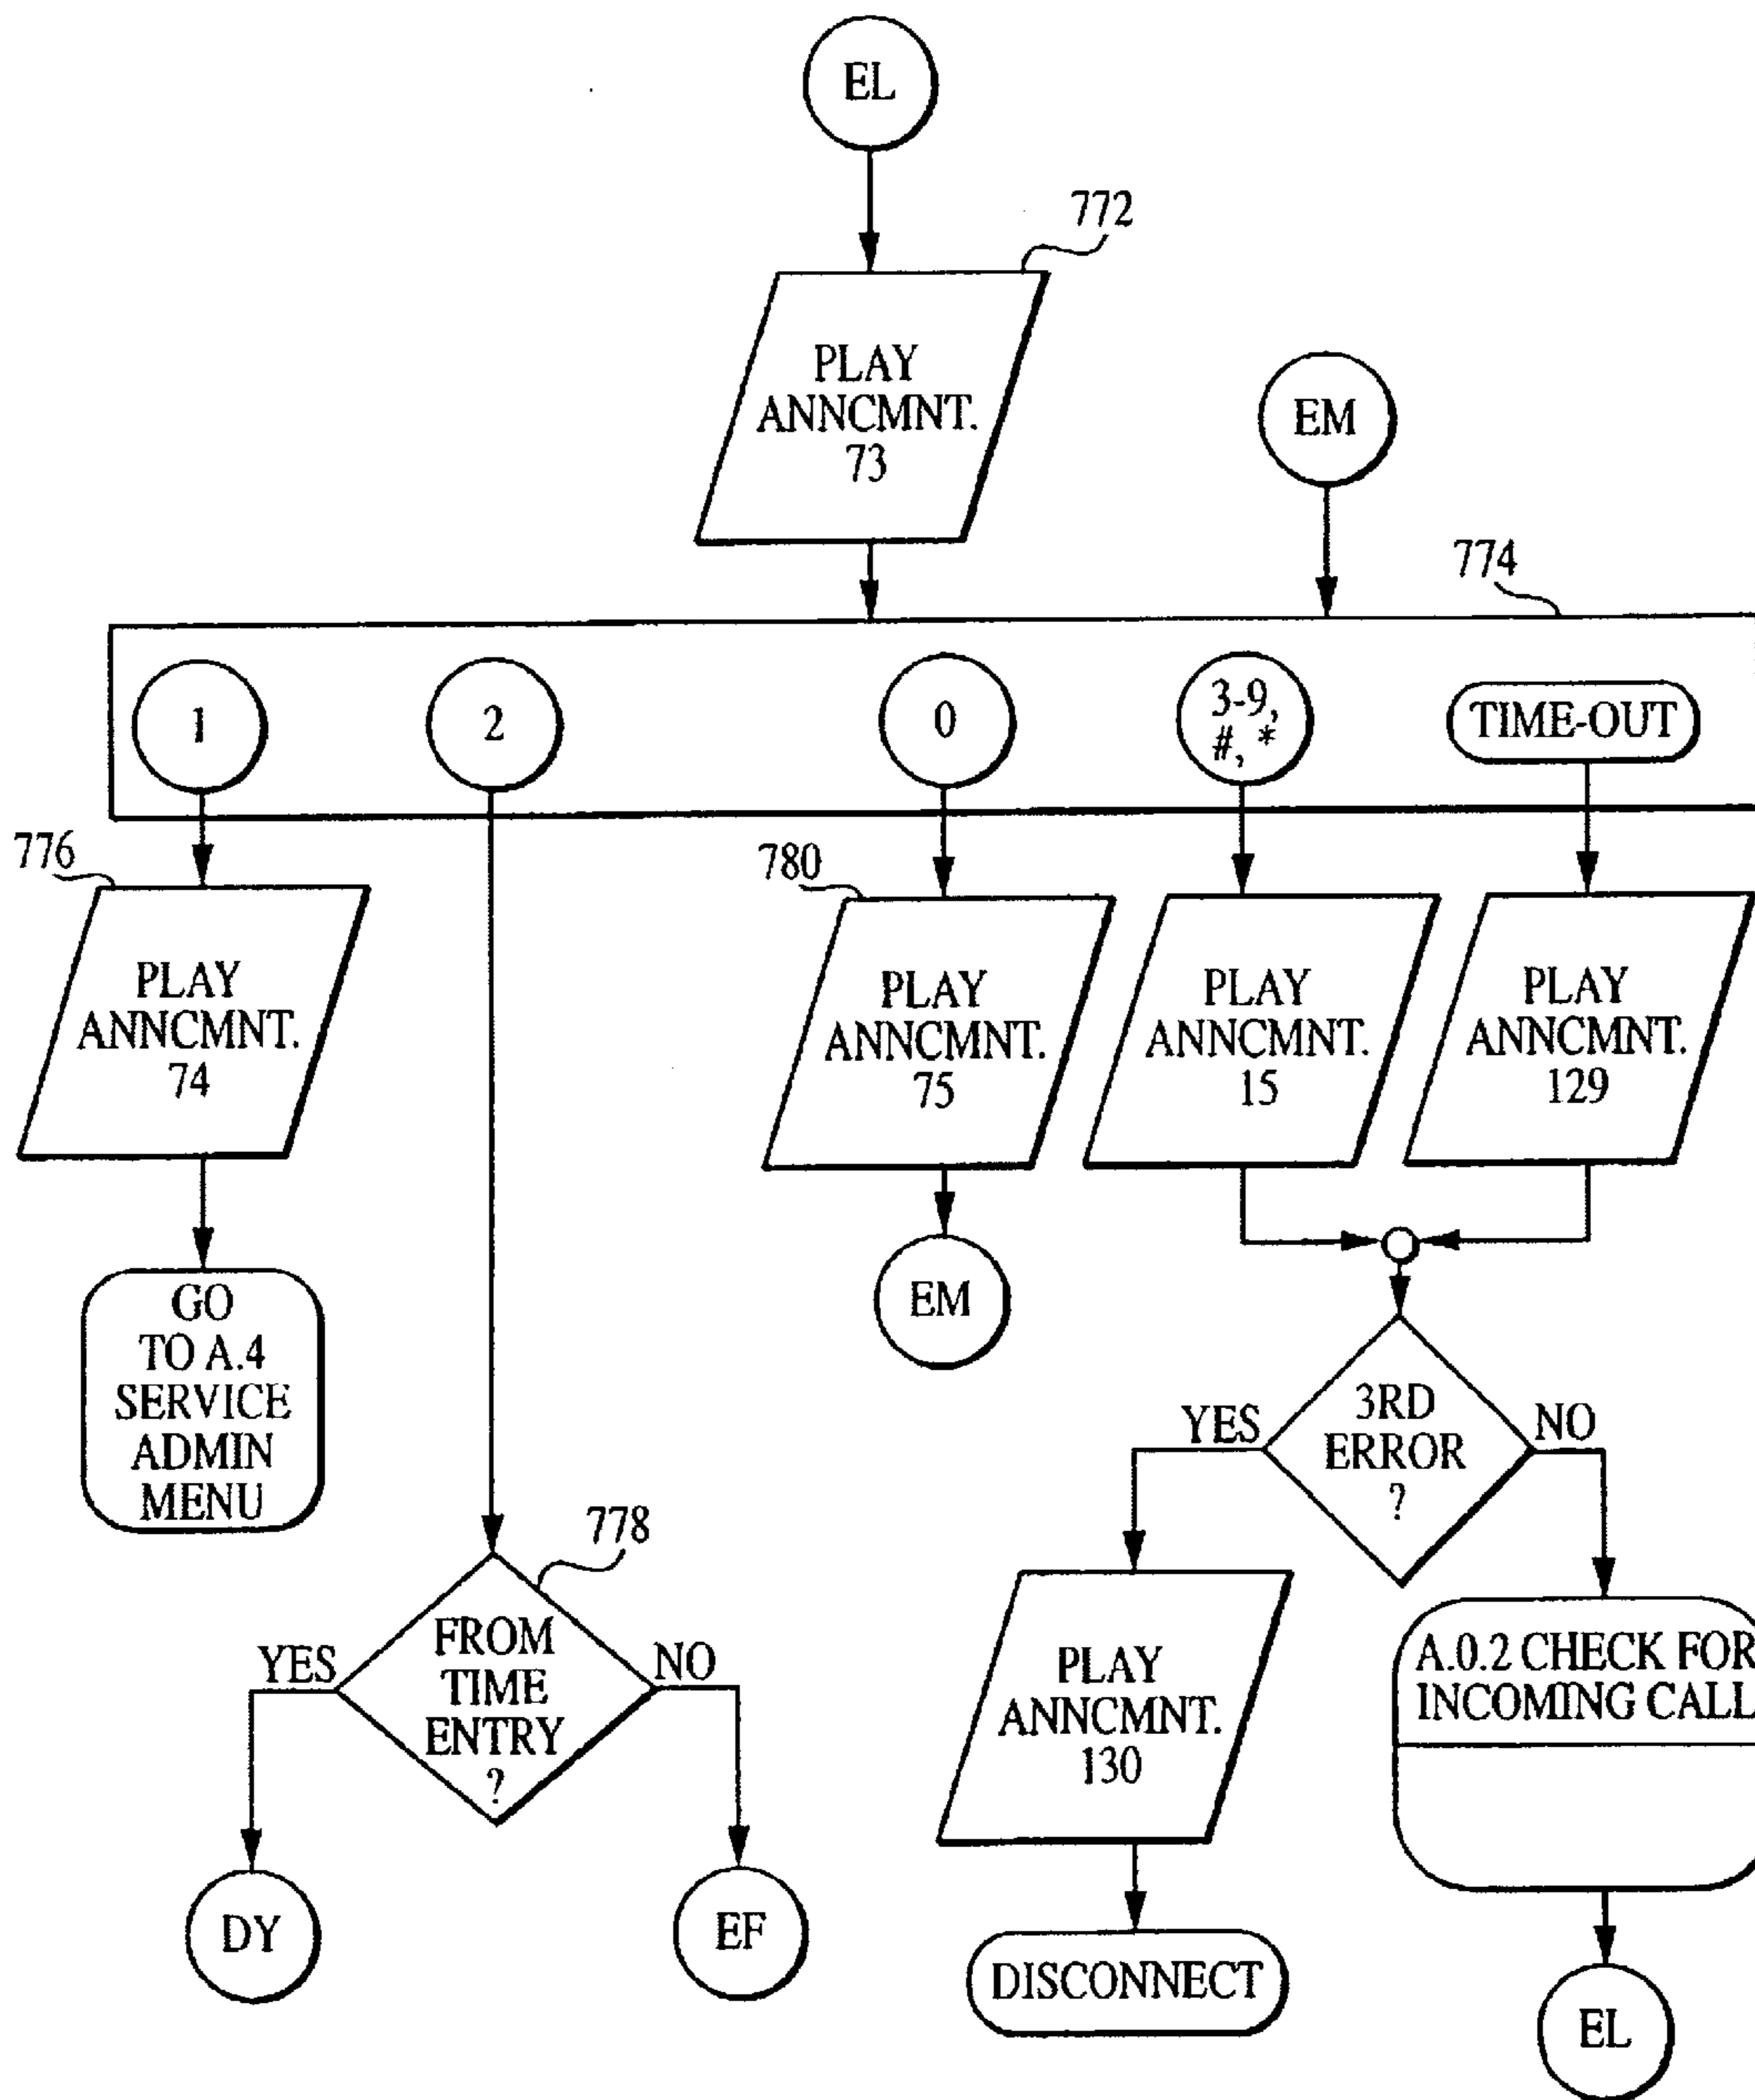 EL
772
PLAY
ANNCMNT.
73
EM
774
1
2
0
3-9,
#, *
TIME-OUT
776
PLAY
ANNCMNT.
74
780
PLAY
ANNCMNT.
75
PLAY
ANNCMNT.
15
PLAY
ANNCMNT.
129
GO
TO A.4
SERVICE
ADMIN
MENU
EM
3RD
ERROR
?
YES
NO
778
FROM
TIME
ENTRY
?
YES
NO
PLAY
ANNCMNT.
130
A.0.2 CHECK FOR
INCOMING CALL
DY
EF
DISCONNECT
EL